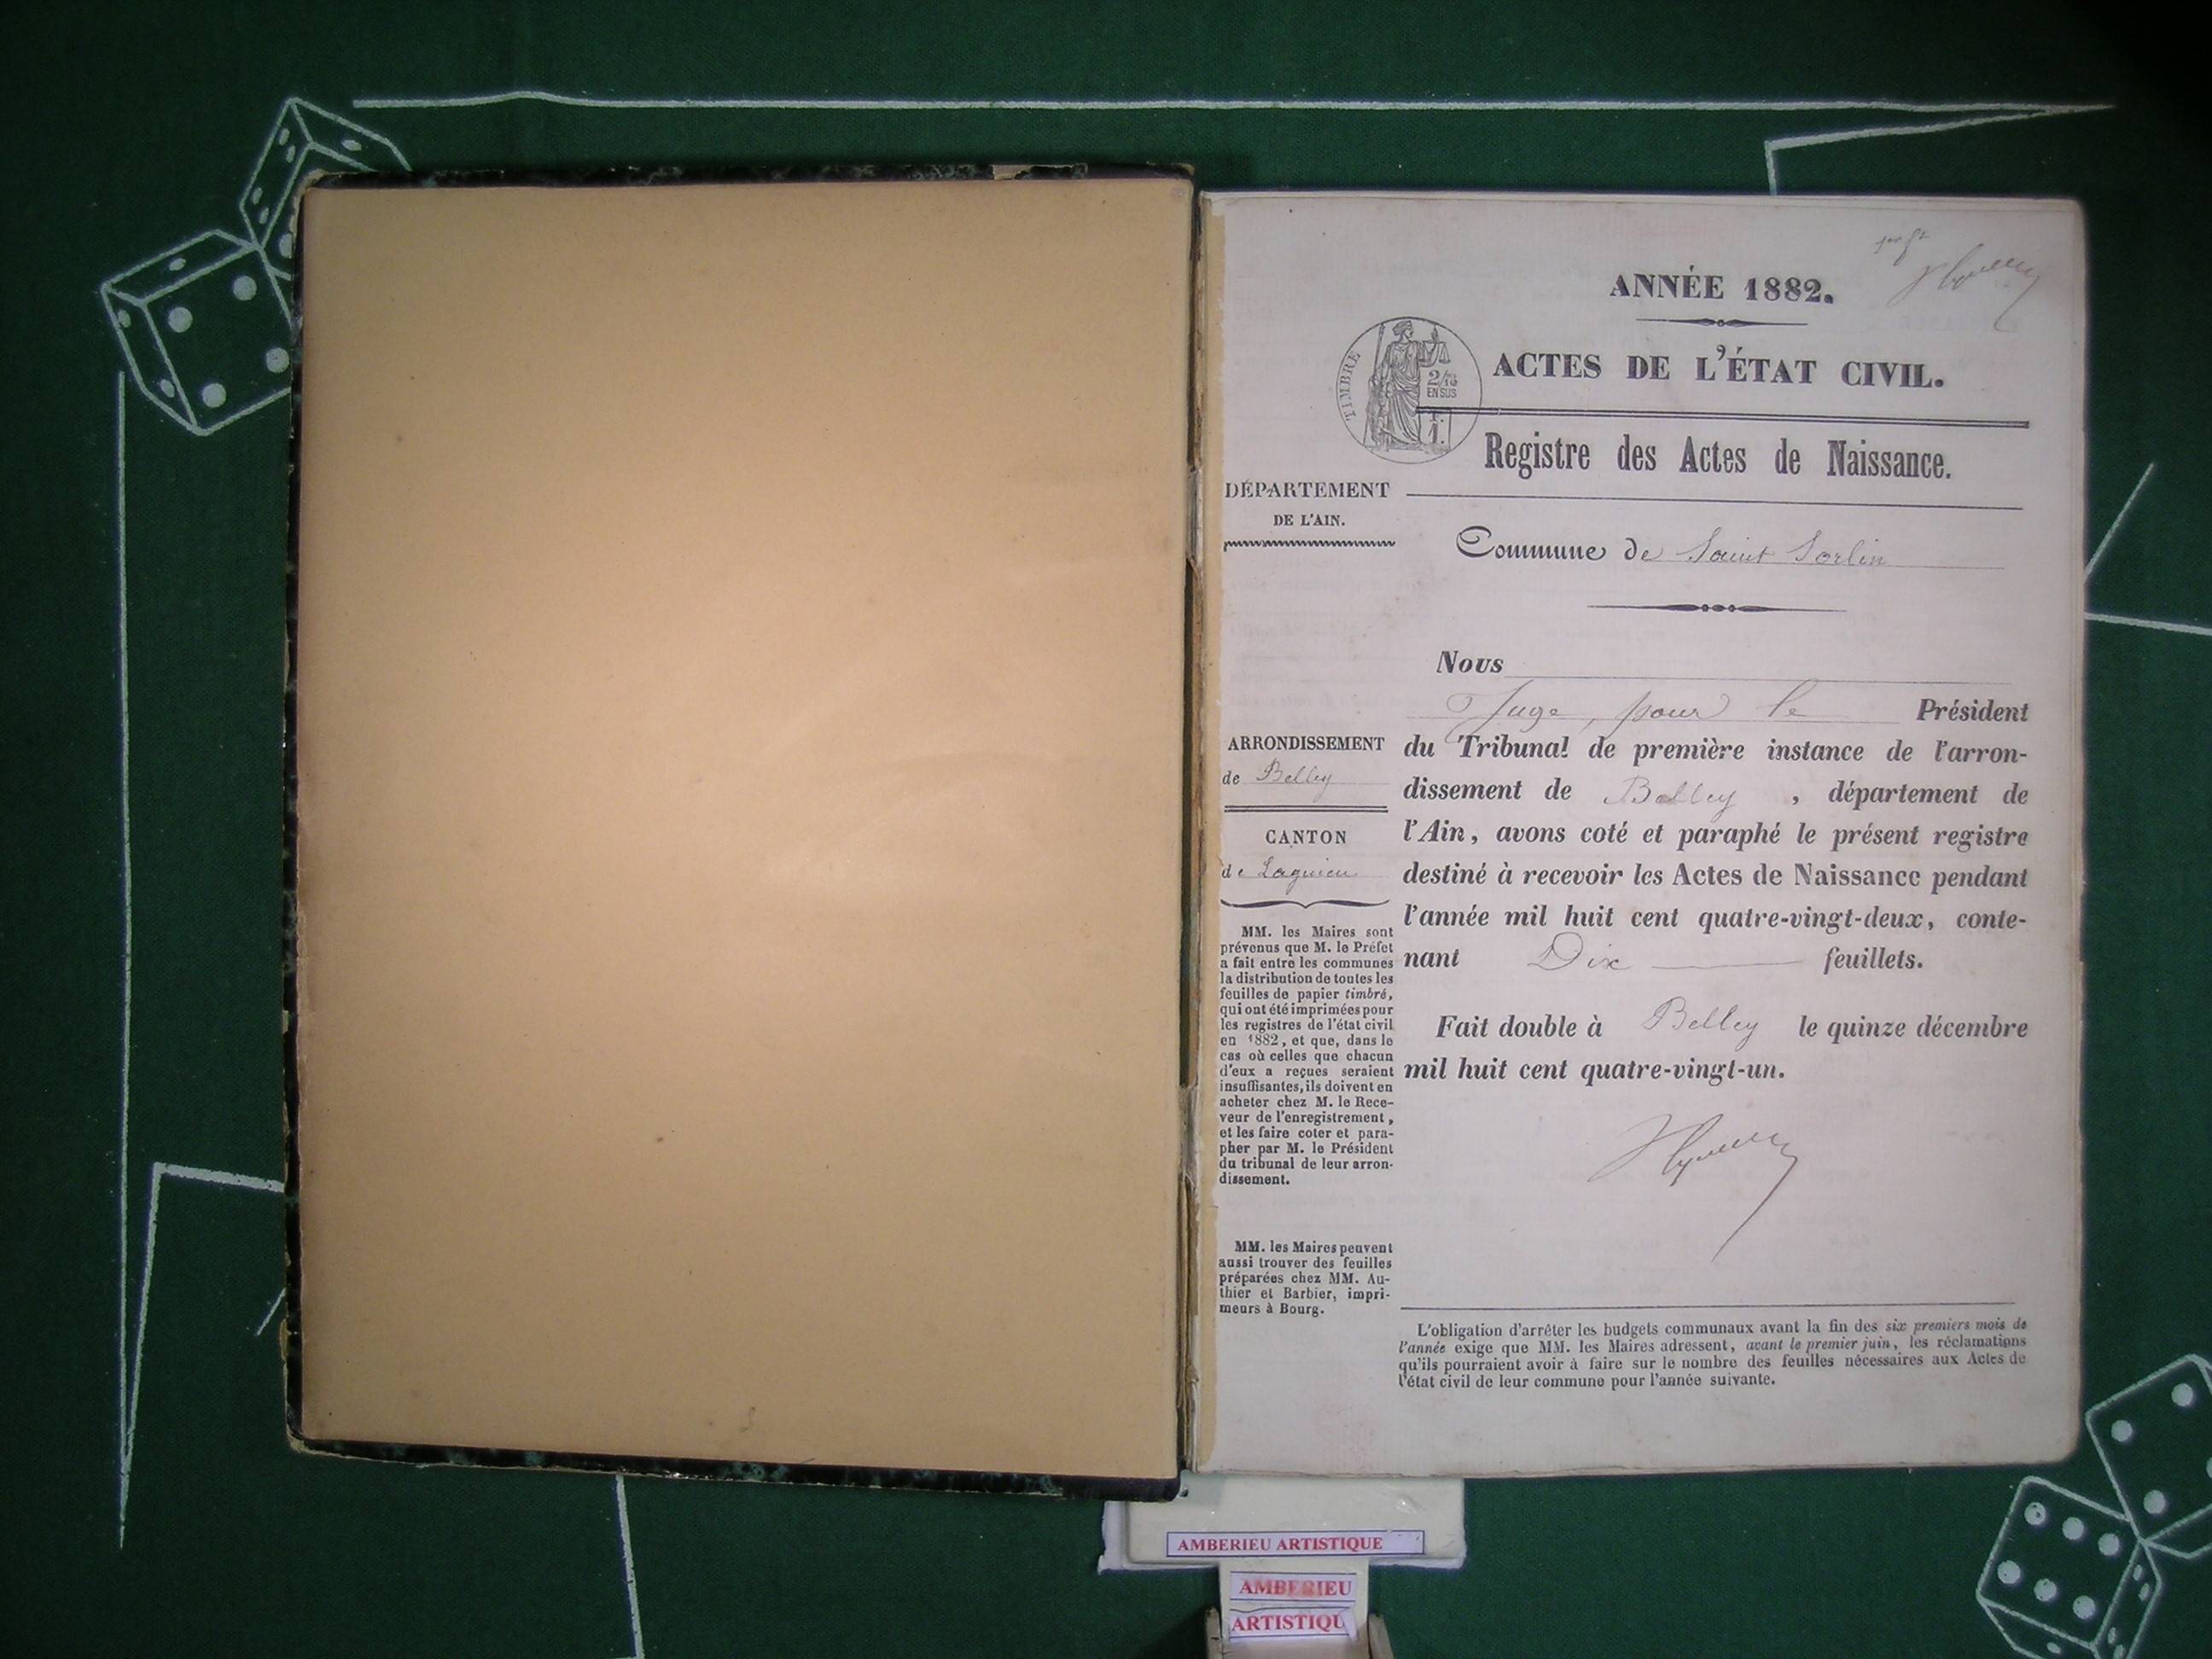 ANNÉE 1882.
TIMBRE
2/10
EN SUS
1.
ACTES DE L'ÉTAT CIVIL.
Registre des Actes de Naissance.
DÉPARTEMENT
DE L'AIN.
Commune de Saint Sorlin
ARRONDISSEMENT
de Belley
CANTON
de Lagnieu
MM. les Maires sont
prévenus que M. le Préfet
a fait entre les communes
la distribution de toutes les
feuilles de papier timbré,
qui ont été imprimées pour
les registres de l'état civil
en 1882, et que, dans le
cas où celles que chacun
d'eux a reçues seraient
insuffisantes, ils doivent en
acheter chez M. le Rece-
veur de l'enregistrement,
et les faire coter et para-
pher par M. le Président
du tribunal de leur arron-
dissement.
MM. les Maires peuvent
aussi trouver des feuilles
préparées chez MM. Au-
thier et Barbier, impri-
meurs à Bourg.
Nous
Juge, pour le Président
du Tribunal de première instance de l'arron-
dissement de Belley, département de
l'Ain, avons coté et paraphé le présent registre
destiné à recevoir les Actes de Naissance pendant
l'année mil huit cent quatre-vingt-deux, conte-
nant Dix feuillets.
Fait double à Belley le quinze décembre
mil huit cent quatre-vingt-un.
L'obligation d'arrêter les budgets communaux avant la fin des six premiers mois de
l'année exige que MM. les Maires adressent, avant le premier juin, les réclamations
qu'ils pourraient avoir à faire sur le nombre des feuilles nécessaires aux Actes de
l'état civil de leur commune pour l'année suivante.
AMBERIEU ARTISTIQUE
AMBERIEU
ARTISTIQU